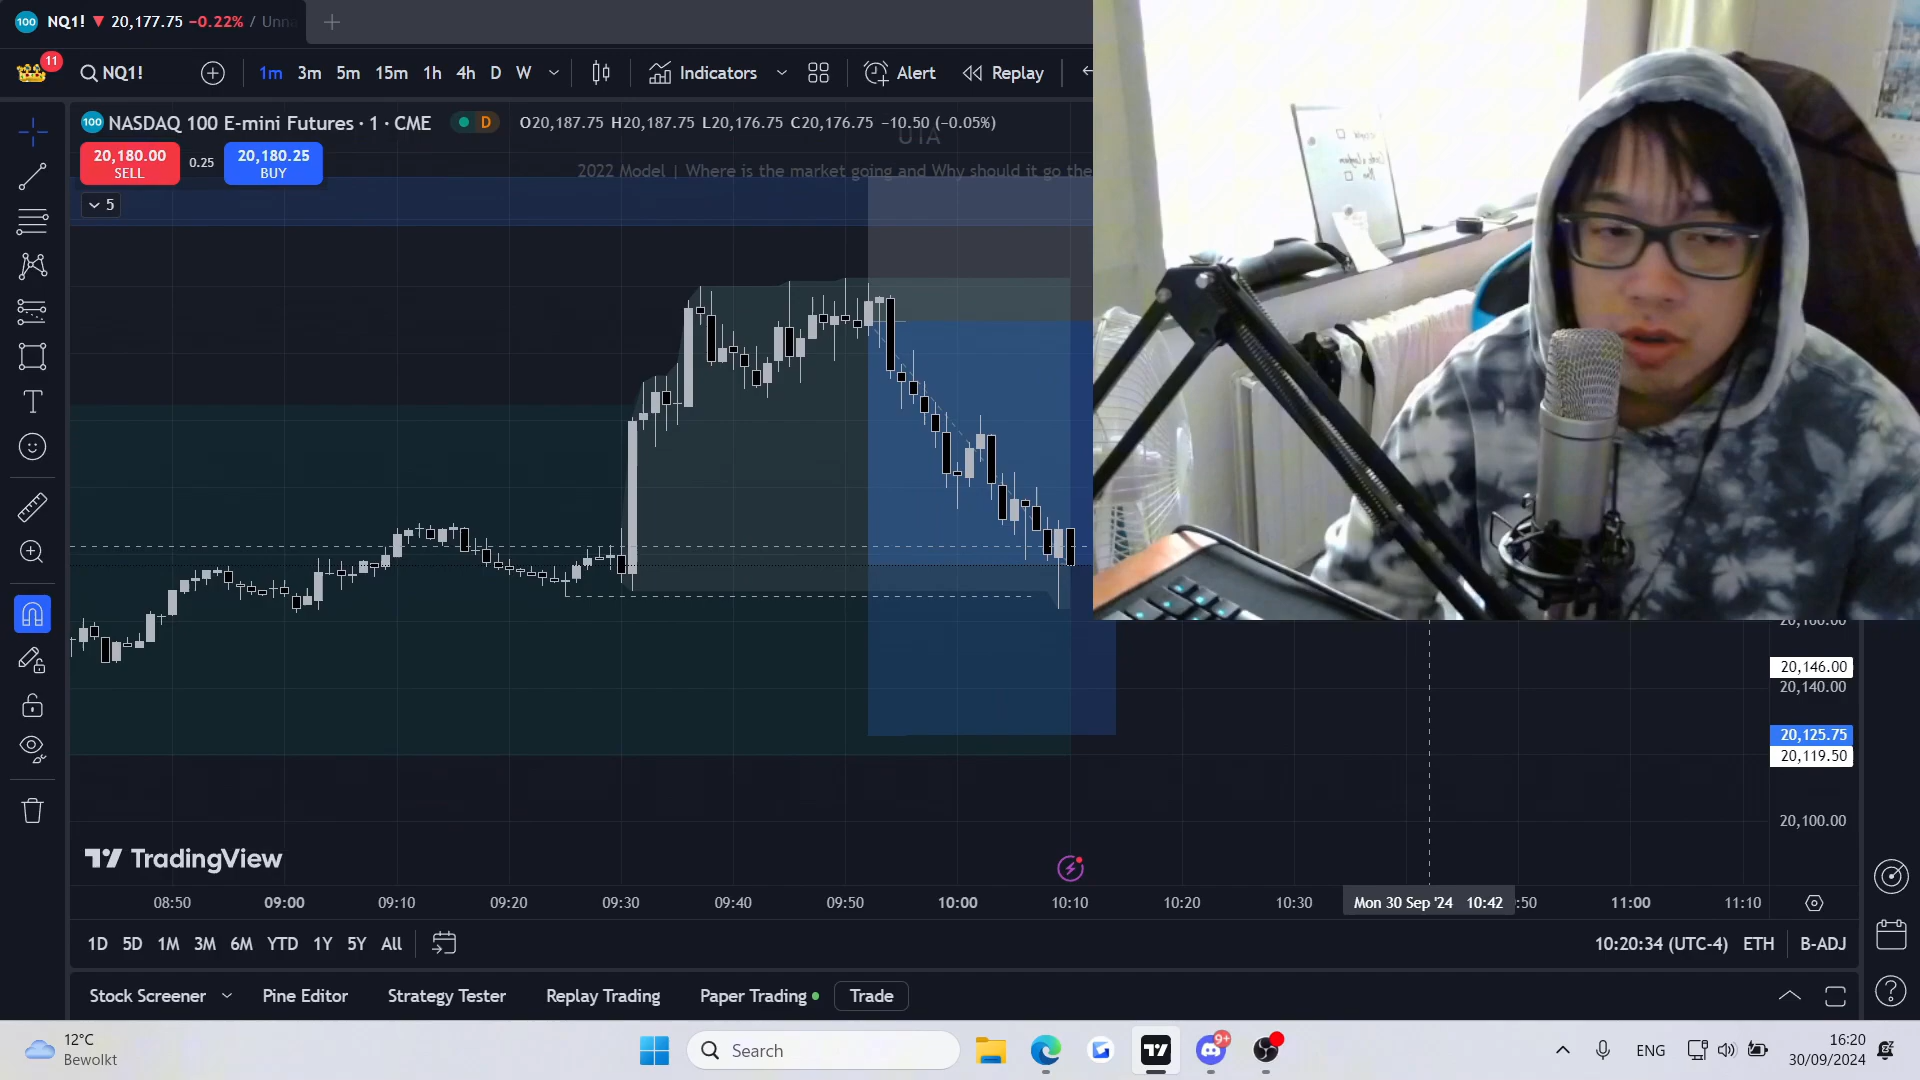 NQ1! ▼ 20,177.75 −0.22% / Unna
11
NQ1! 1m 3m 5m 15m 1h 4h D W Indicators Alert Replay
NASDAQ 100 E-mini Futures · 1 · CME D O20,187.75 H20,187.75 L20,176.75 C20,176.75 −10.50 (−0.05%)
UTA
20,180.00 SELL
0.25
20,180.25 BUY
2022 Model | Where is the market going and Why should it go the
5
20,160.00
20,146.00
20,140.00
20,125.75
20,119.50
20,100.00
TradingView
08:50 09:00 09:10 09:20 09:30 09:40 09:50 10:00 10:10 10:20 10:30 Mon 30 Sep '24 10:42 :50 11:00 11:10
1D 5D 1M 3M 6M YTD 1Y 5Y All 10:20:34 (UTC-4) ETH B-ADJ
Stock Screener Pine Editor Strategy Tester Replay Trading Paper Trading Trade
12°C
Bewolkt
Search
9+
ENG
16:20
30/09/2024